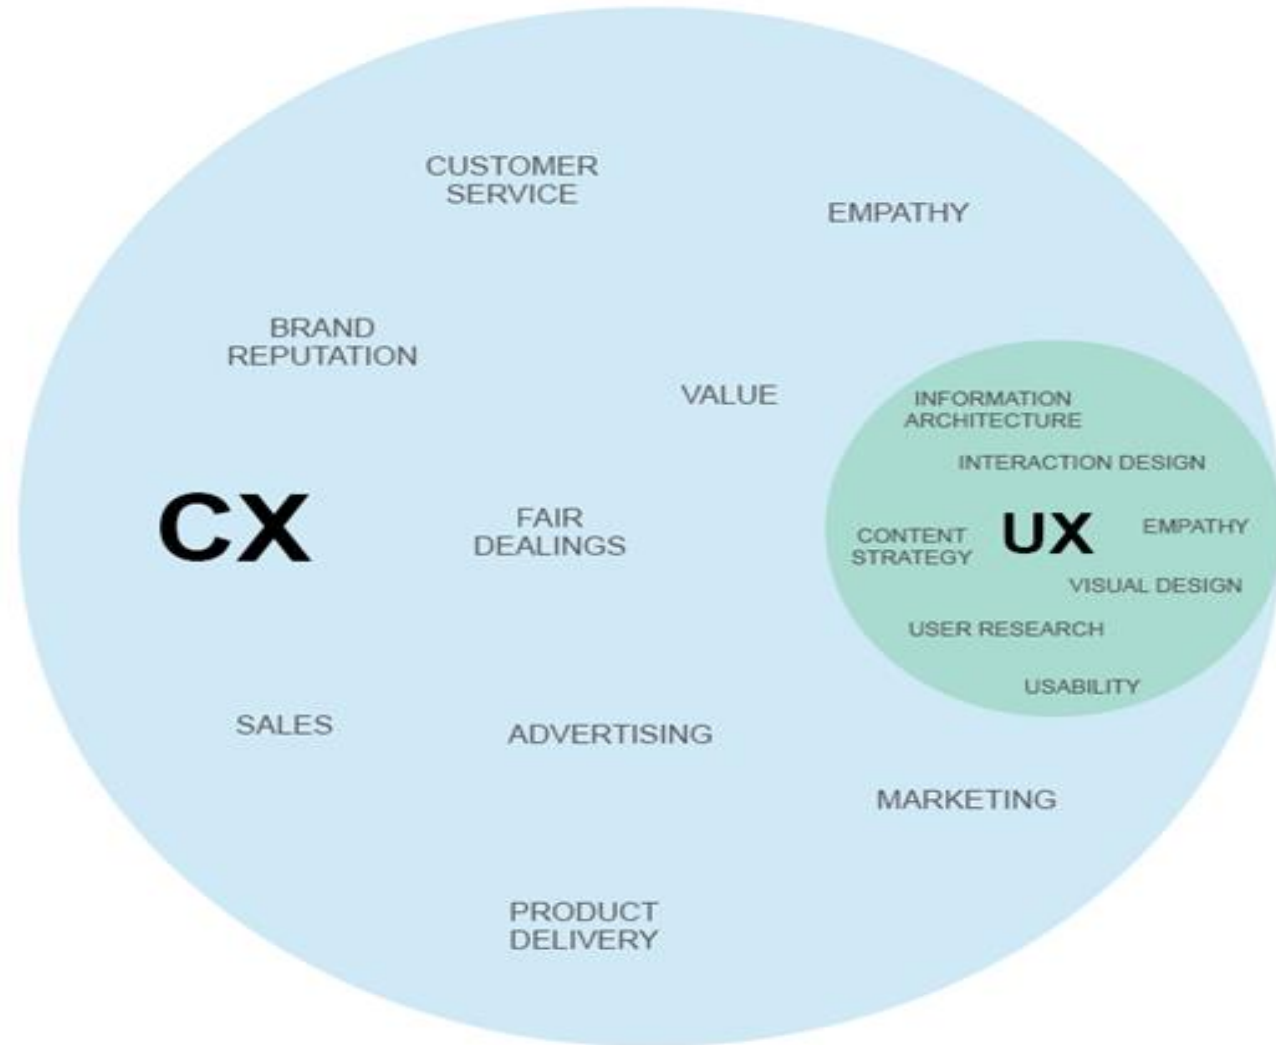 CUSTOMER
SERVICE
EMPATHY
BRAND
REPUTATION
VALUE
INFORMATION
ARCHITECTURE
INTERACTION DESIGN
CX
FAIR
DEALINGS
CONTENT
STRATEGY
UX
EMPATHY
VISUAL DESIGN
USER RESEARCH
USABILITY
SALES
ADVERTISING
MARKETING
PRODUCT
DELIVERY